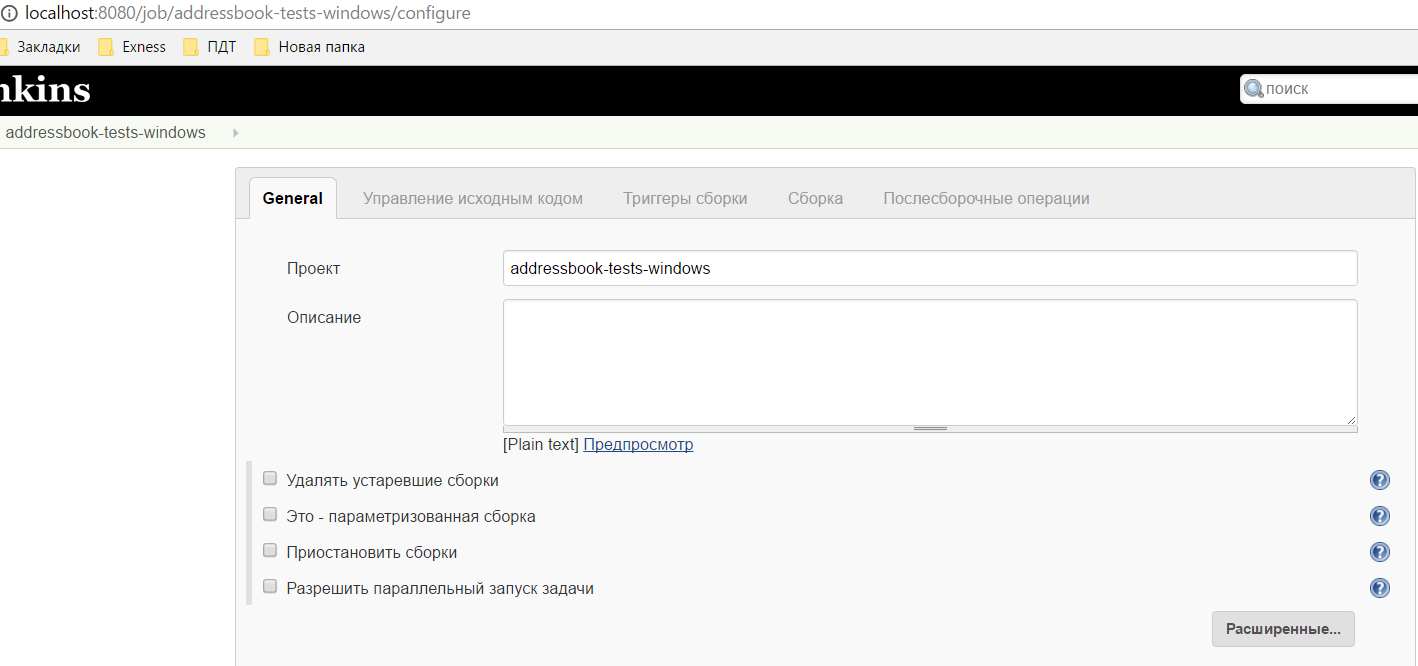 localhost:8080/job/addressbook-tests-windows/configure
Закладки Exness ПДТ Новая папка
nkins поиск
addressbook-tests-windows
General Управление исходным кодом Триггеры сборки Сборка Послесборочные операции
Проект addressbook-tests-windows
Описание
[Plain text] Предпросмотр
Удалять устаревшие сборки
Это - параметризованная сборка
Приостановить сборки
Разрешить параллельный запуск задачи
Расширенные...